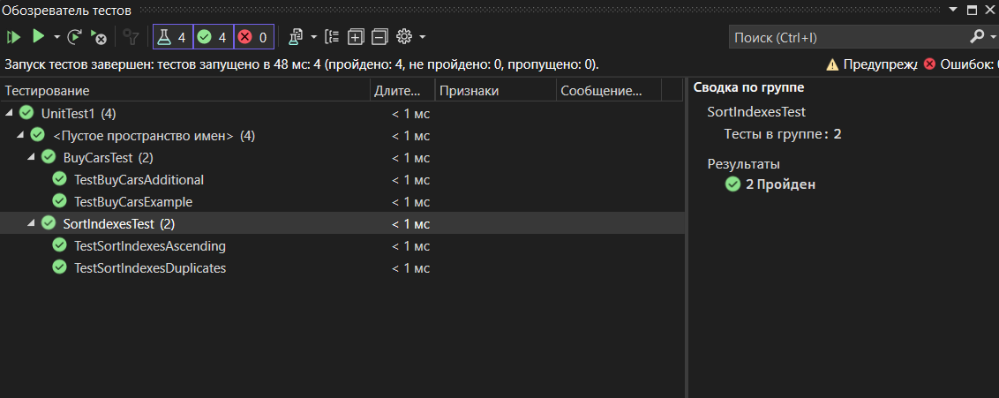 Обозреватель тестов
4 4 0
Поиск (Ctrl+I)
Запуск тестов завершен: тестов запущено в 48 мс: 4 (пройдено: 4, не пройдено: 0, пропущено: 0).
Предупрежд Ошибок:
Тестирование Длите... Признаки Сообщение...
UnitTest1 (4) < 1 мс
<Пустое пространство имен> (4) < 1 мс
BuyCarsTest (2) < 1 мс
TestBuyCarsAdditional < 1 мс
TestBuyCarsExample < 1 мс
SortIndexesTest (2) < 1 мс
TestSortIndexesAscending < 1 мс
TestSortIndexesDuplicates < 1 мс
Сводка по группе
SortIndexesTest
Тесты в группе: 2
Результаты
2 Пройден